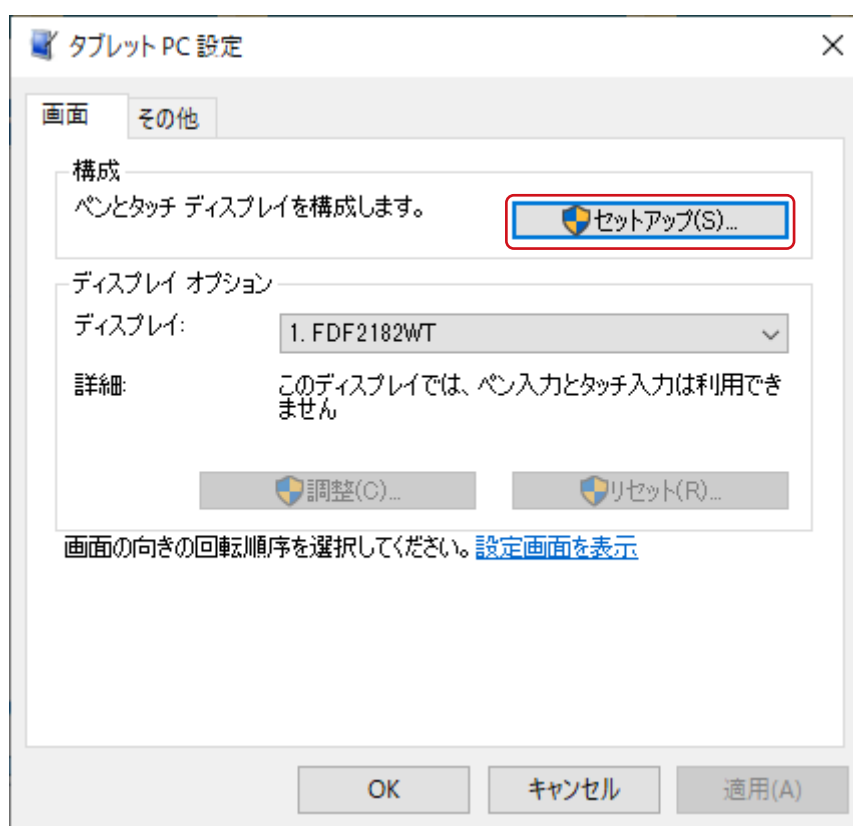 タブレット PC 設定
画面
その他
構成
ペンとタッチ ディスプレイを構成します。
セットアップ(S)...
ディスプレイ オプション
ディスプレイ:
1. FDF2182WT
詳細:
このディスプレイでは、ペン入力とタッチ入力は利用でき
ません
調整(C)...
リセット(R)...
画面の向きの回転順序を選択してください。設定画面を表示
OK
キャンセル
適用(A)